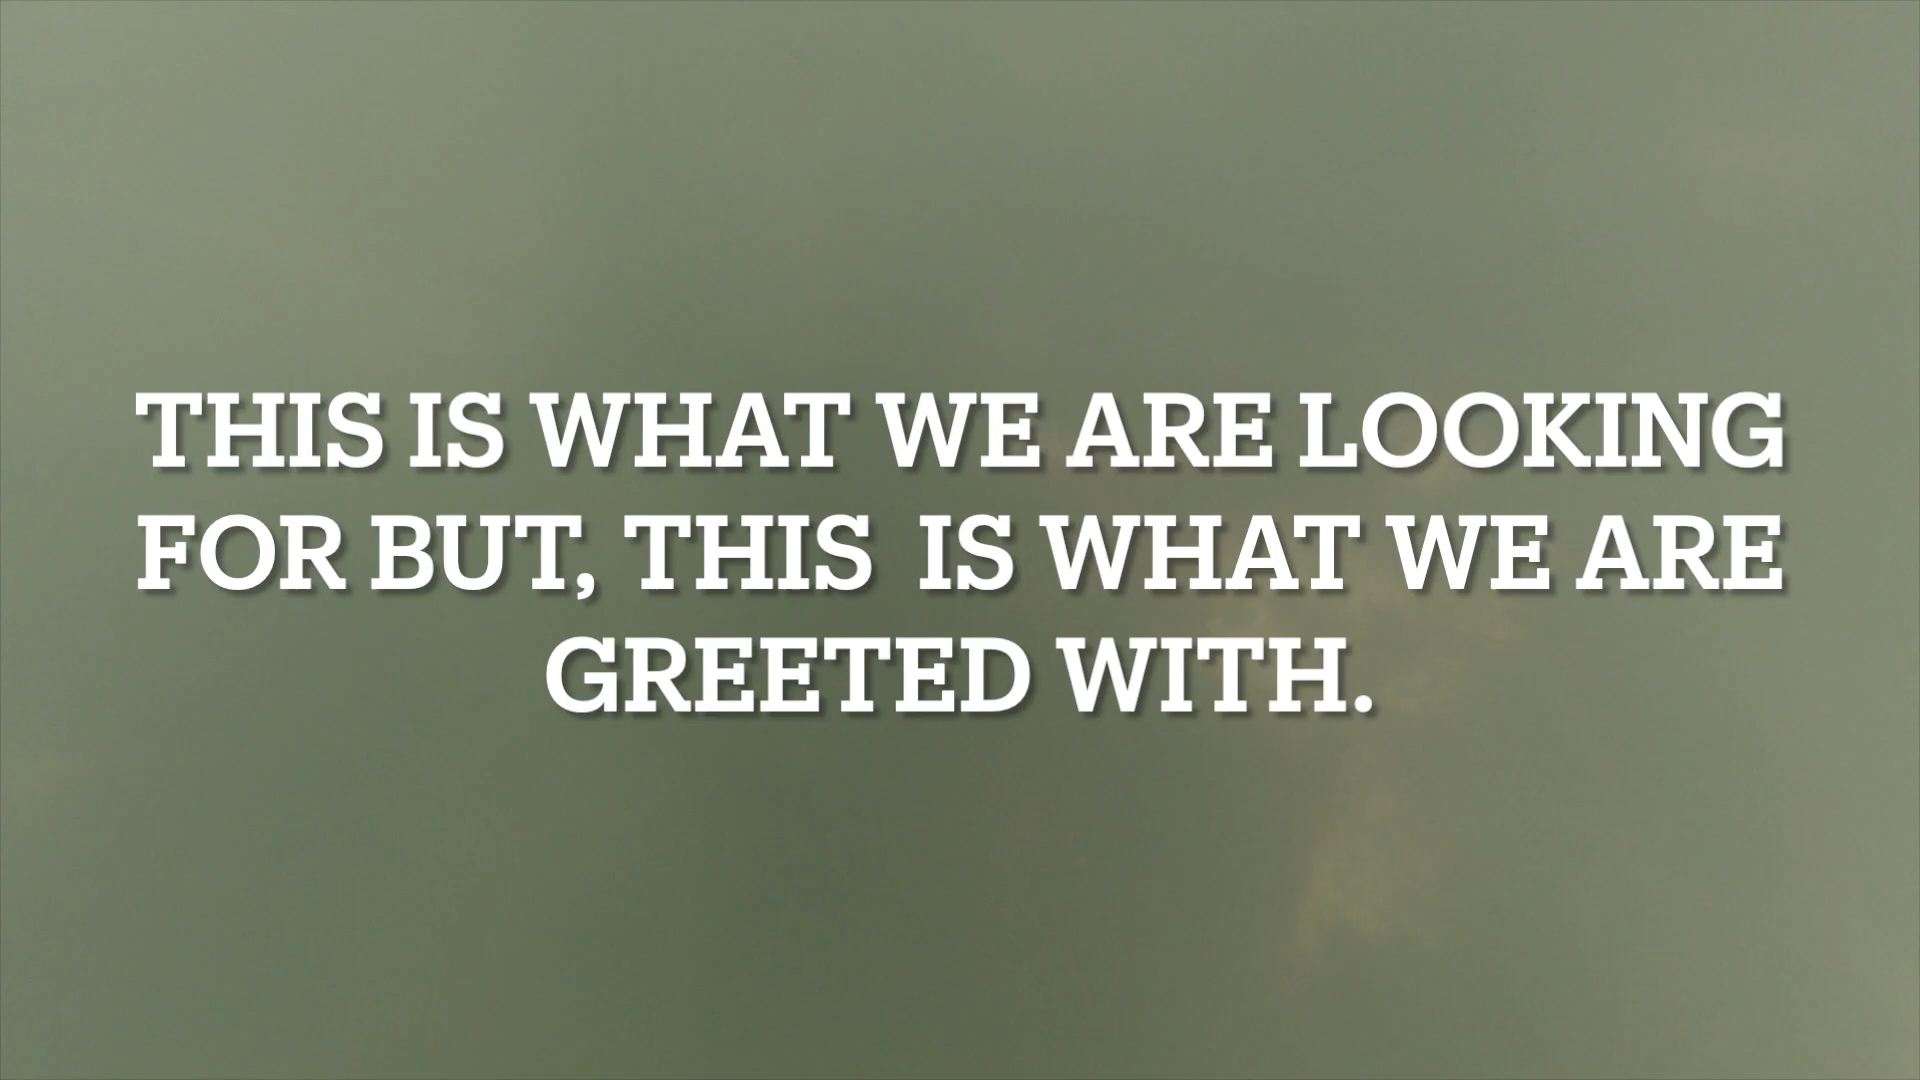 THIS IS WHAT WE ARE LOOKING
FOR BUT, THIS  IS WHAT WE ARE
GREETED WITH.